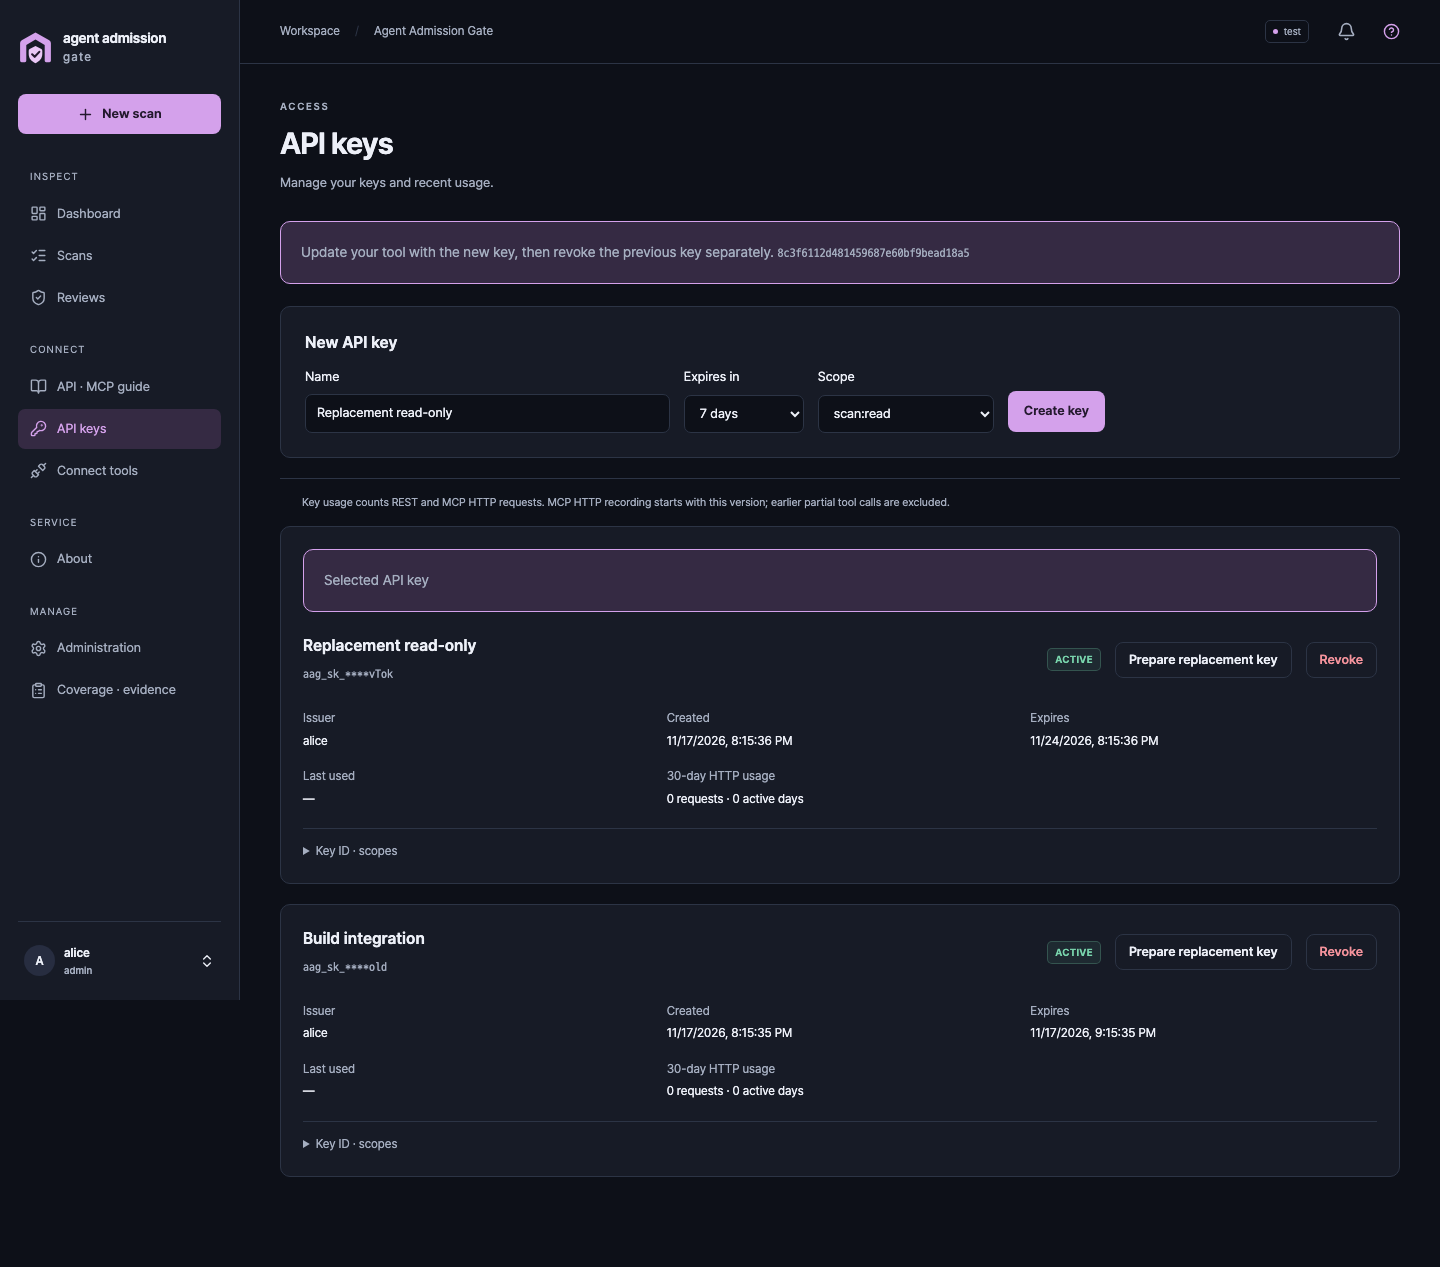 agent admission
gate
New scan
INSPECT
Dashboard
Scans
Reviews
CONNECT
API · MCP guide
API keys
Connect tools
SERVICE
About
MANAGE
Administration
Coverage · evidence
A
alice
admin
Workspace / Agent Admission Gate
test
ACCESS
API keys
Manage your keys and recent usage.
Update your tool with the new key, then revoke the previous key separately. 8c3f6112d481459687e60bf9bead18a5
New API key
Name Expires in Scope
Replacement read-only 7 days scan:read Create key
Key usage counts REST and MCP HTTP requests. MCP HTTP recording starts with this version; earlier partial tool calls are excluded.
Selected API key
Replacement read-only
aag_sk_****vTok
ACTIVE Prepare replacement key Revoke
Issuer Created Expires
alice 11/17/2026, 8:15:36 PM 11/24/2026, 8:15:36 PM
Last used 30-day HTTP usage
— 0 requests · 0 active days
Key ID · scopes
Build integration
aag_sk_****old
ACTIVE Prepare replacement key Revoke
Issuer Created Expires
alice 11/17/2026, 8:15:35 PM 11/17/2026, 9:15:35 PM
Last used 30-day HTTP usage
— 0 requests · 0 active days
Key ID · scopes